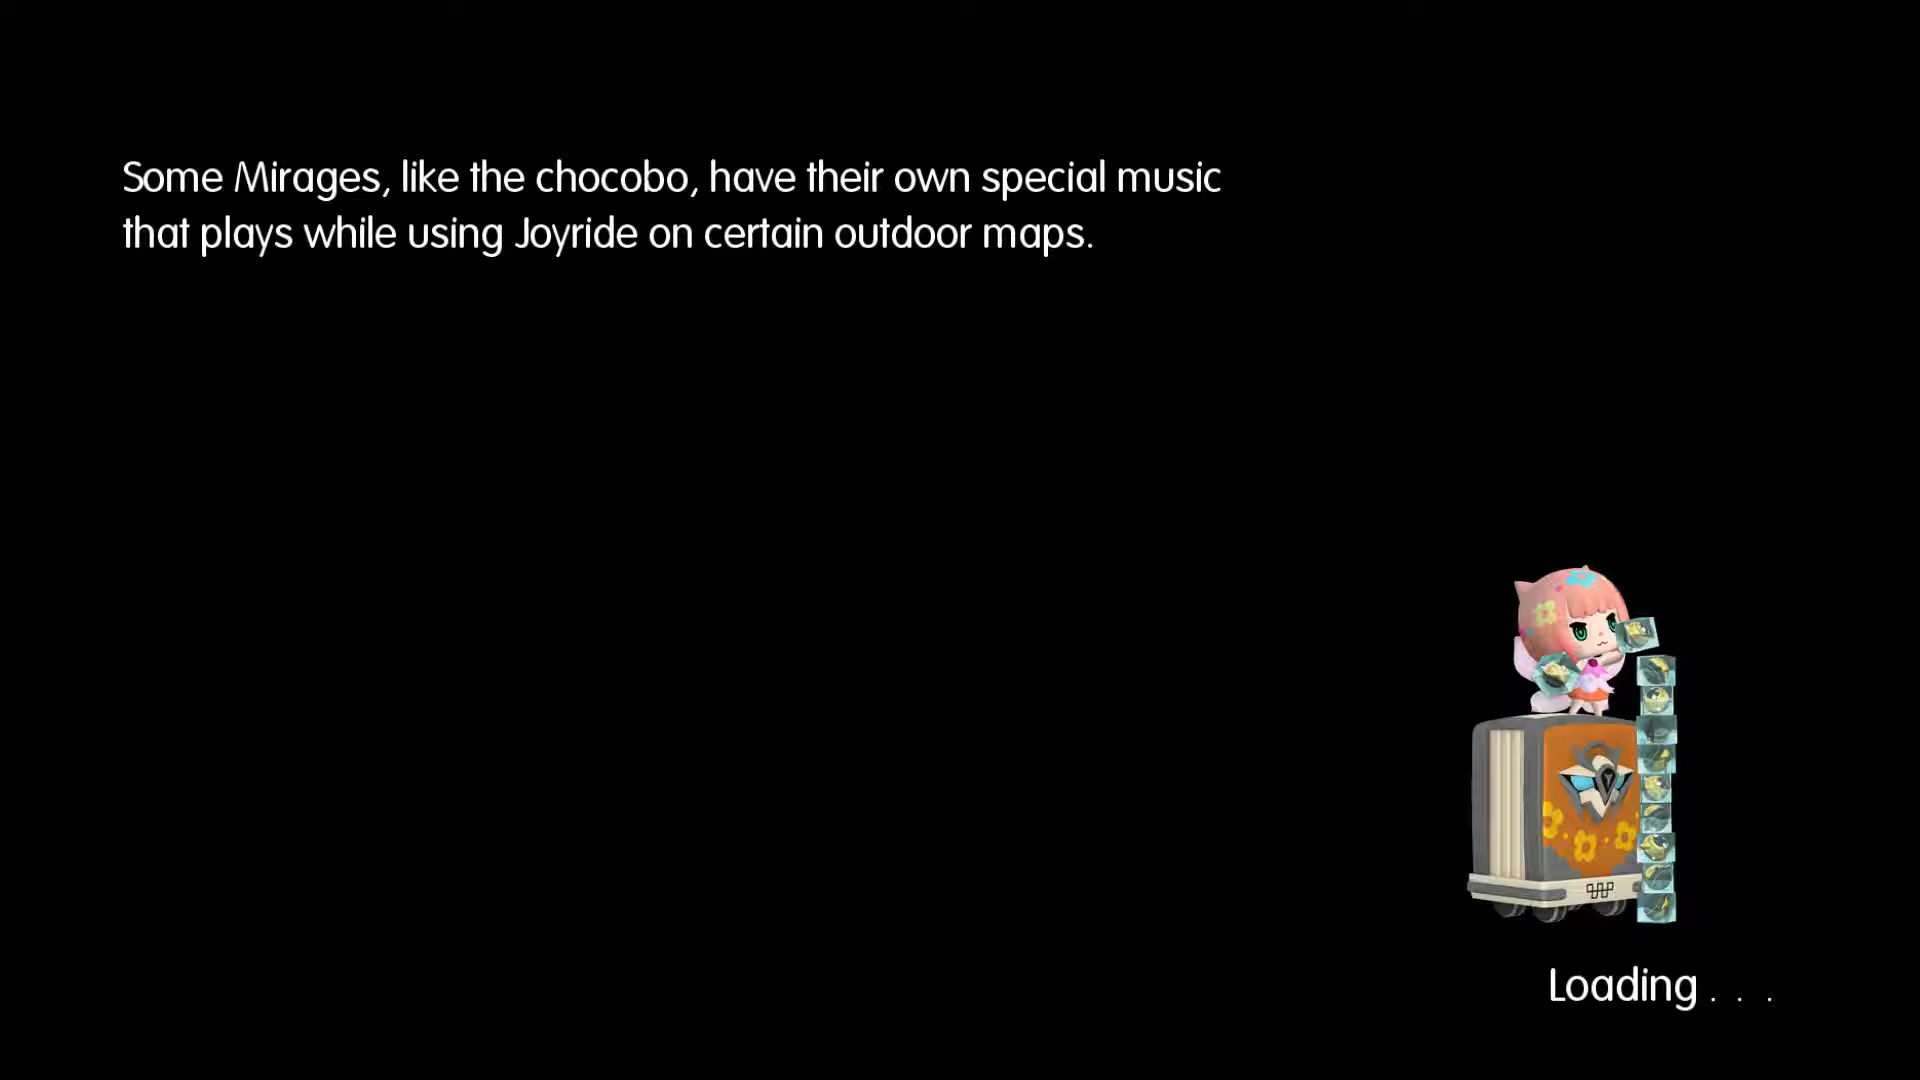 Some Mirages, like the chocobo, have their own special music
that plays while using Joyride on certain outdoor maps.
Loading . . .